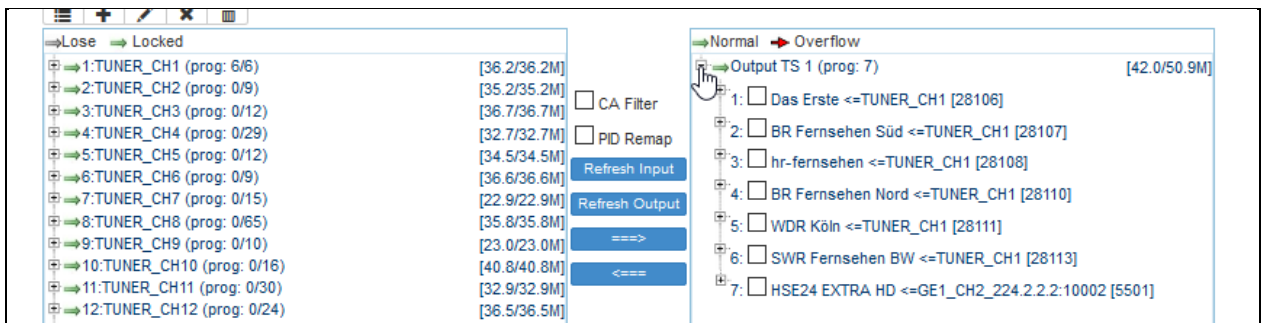 Lose Locked
1:TUNER_CH1 (prog: 6/6) [36.2/36.2M]
2:TUNER_CH2 (prog: 0/9) [35.2/35.2M]
3:TUNER_CH3 (prog: 0/12) [36.7/36.7M]
4:TUNER_CH4 (prog: 0/29) [32.7/32.7M]
5:TUNER_CH5 (prog: 0/12) [34.5/34.5M]
6:TUNER_CH6 (prog: 0/9) [36.6/36.6M]
7:TUNER_CH7 (prog: 0/15) [22.9/22.9M]
8:TUNER_CH8 (prog: 0/65) [35.8/35.8M]
9:TUNER_CH9 (prog: 0/10) [23.0/23.0M]
10:TUNER_CH10 (prog: 0/16) [40.8/40.8M]
11:TUNER_CH11 (prog: 0/30) [32.9/32.9M]
12:TUNER_CH12 (prog: 0/24) [36.5/36.5M]
CA Filter
PID Remap
Refresh Input
Refresh Output
===>
<===
Normal Overflow
Output TS 1 (prog: 7) [42.0/50.9M]
1: Das Erste <=TUNER_CH1 [28106]
2: BR Fernsehen Süd <=TUNER_CH1 [28107]
3: hr-fernsehen <=TUNER_CH1 [28108]
4: BR Fernsehen Nord <=TUNER_CH1 [28110]
5: WDR Köln <=TUNER_CH1 [28111]
6: SWR Fernsehen BW <=TUNER_CH1 [28113]
7: HSE24 EXTRA HD <=GE1_CH2_224.2.2.2:10002 [5501]